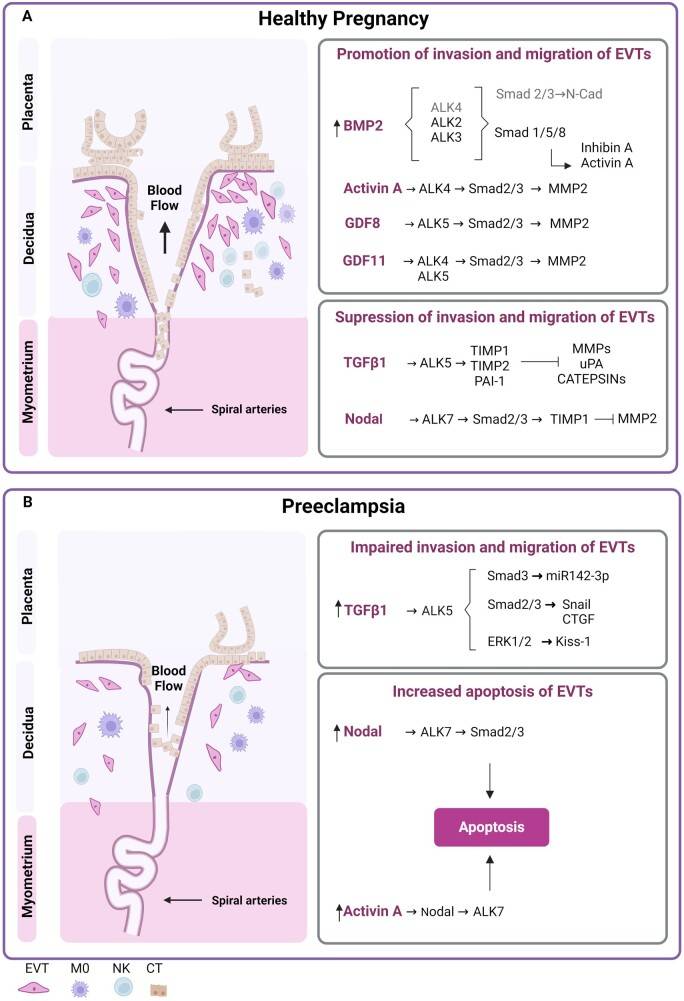 A
Healthy Pregnancy
Placenta
Decidua
Myometrium
Blood
Flow
Spiral arteries
Promotion of invasion and migration of EVTs
BMP2
ALK4
ALK2
ALK3
Smad 2/3→N-Cad
Smad 1/5/8
Inhibin A
Activin A
Activin A → ALK4 → Smad2/3 → MMP2
GDF8 → ALK5 → Smad2/3 → MMP2
GDF11 → ALK4 → Smad2/3 → MMP2
ALK5
Supression of invasion and migration of EVTs
TGFβ1 → ALK5 →
TIMP1
TIMP2
PAI-1
MMPs
uPA
CATEPSINs
Nodal → ALK7 → Smad2/3 → TIMP1 ⊣ MMP2
B
Preeclampsia
Placenta
Decidua
Myometrium
Blood
Flow
Spiral arteries
Impaired invasion and migration of EVTs
↑TGFβ1 → ALK5
Smad3 → miR142-3p
Smad2/3 → Snail
CTGF
ERK1/2 → Kiss-1
Increased apoptosis of EVTs
↑Nodal → ALK7 → Smad2/3
Apoptosis
↑Activin A → Nodal → ALK7
EVT M0 NK CT